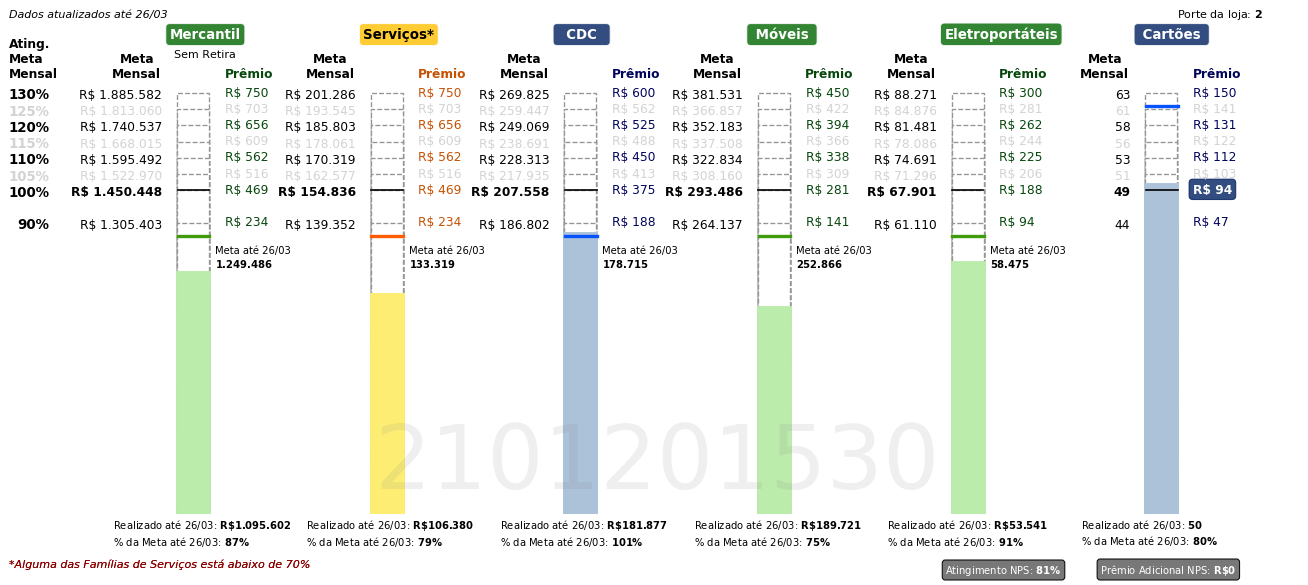 Dados atualizados até 26/03 Porte da loja: 2
Mercantil Serviços* CDC Móveis Eletroportáteis Cartões
Sem Retira
Ating. Meta Mensal Meta Mensal Prêmio Meta Mensal Prêmio Meta Mensal Prêmio Meta Mensal Prêmio Meta Mensal Prêmio Meta Mensal Prêmio
130% R$ 1.885.582 R$ 750 R$ 201.286 R$ 750 R$ 269.825 R$ 600 R$ 381.531 R$ 450 R$ 88.271 R$ 300 63 R$ 150
125% R$ 1.813.060 R$ 703 R$ 193.545 R$ 703 R$ 259.447 R$ 562 R$ 366.857 R$ 422 R$ 84.876 R$ 281 61 R$ 141
120% R$ 1.740.537 R$ 656 R$ 185.803 R$ 656 R$ 249.069 R$ 525 R$ 352.183 R$ 394 R$ 81.481 R$ 262 58 R$ 131
115% R$ 1.668.015 R$ 609 R$ 178.061 R$ 609 R$ 238.691 R$ 488 R$ 337.508 R$ 366 R$ 78.086 R$ 244 56 R$ 122
110% R$ 1.595.492 R$ 562 R$ 170.319 R$ 562 R$ 228.313 R$ 450 R$ 322.834 R$ 338 R$ 74.691 R$ 225 53 R$ 112
105% R$ 1.522.970 R$ 516 R$ 162.577 R$ 516 R$ 217.935 R$ 413 R$ 308.160 R$ 309 R$ 71.296 R$ 206 51 R$ 103
100% R$ 1.450.448 R$ 469 R$ 154.836 R$ 469 R$ 207.558 R$ 375 R$ 293.486 R$ 281 R$ 67.901 R$ 188 49 R$ 94
90% R$ 1.305.403 R$ 234 R$ 139.352 R$ 234 R$ 186.802 R$ 188 R$ 264.137 R$ 141 R$ 61.110 R$ 94 44 R$ 47
Meta até 26/03 Meta até 26/03 Meta até 26/03 Meta até 26/03 Meta até 26/03
1.249.486 133.319 178.715 252.866 58.475
2101201530
Realizado até 26/03: R$1.095.602 Realizado até 26/03: R$106.380 Realizado até 26/03: R$181.877 Realizado até 26/03: R$189.721 Realizado até 26/03: R$53.541 Realizado até 26/03: 50
% da Meta até 26/03: 87% % da Meta até 26/03: 79% % da Meta até 26/03: 101% % da Meta até 26/03: 75% % da Meta até 26/03: 91% % da Meta até 26/03: 80%
*Alguma das Famílias de Serviços está abaixo de 70% Atingimento NPS: 81% Prêmio Adicional NPS: R$0